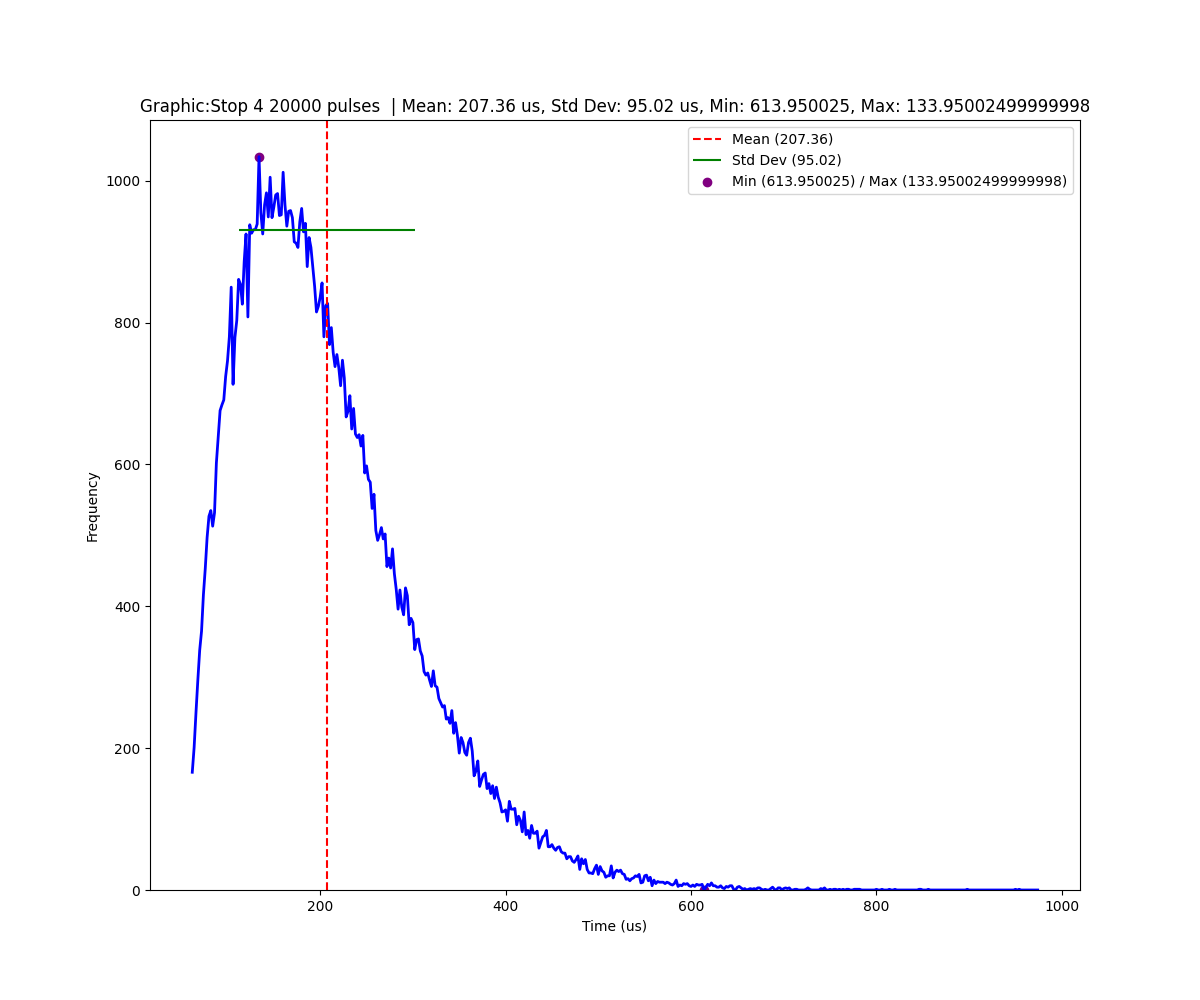 Graphic:Stop 4 20000 pulses  | Mean: 207.36 us, Std Dev: 95.02 us, Min: 613.950025, Max: 133.95002499999998
Mean (207.36)
Std Dev (95.02)
Min (613.950025) / Max (133.95002499999998)
1000
800
600
400
200
0
Frequency
200 400 600 800 1000
Time (us)